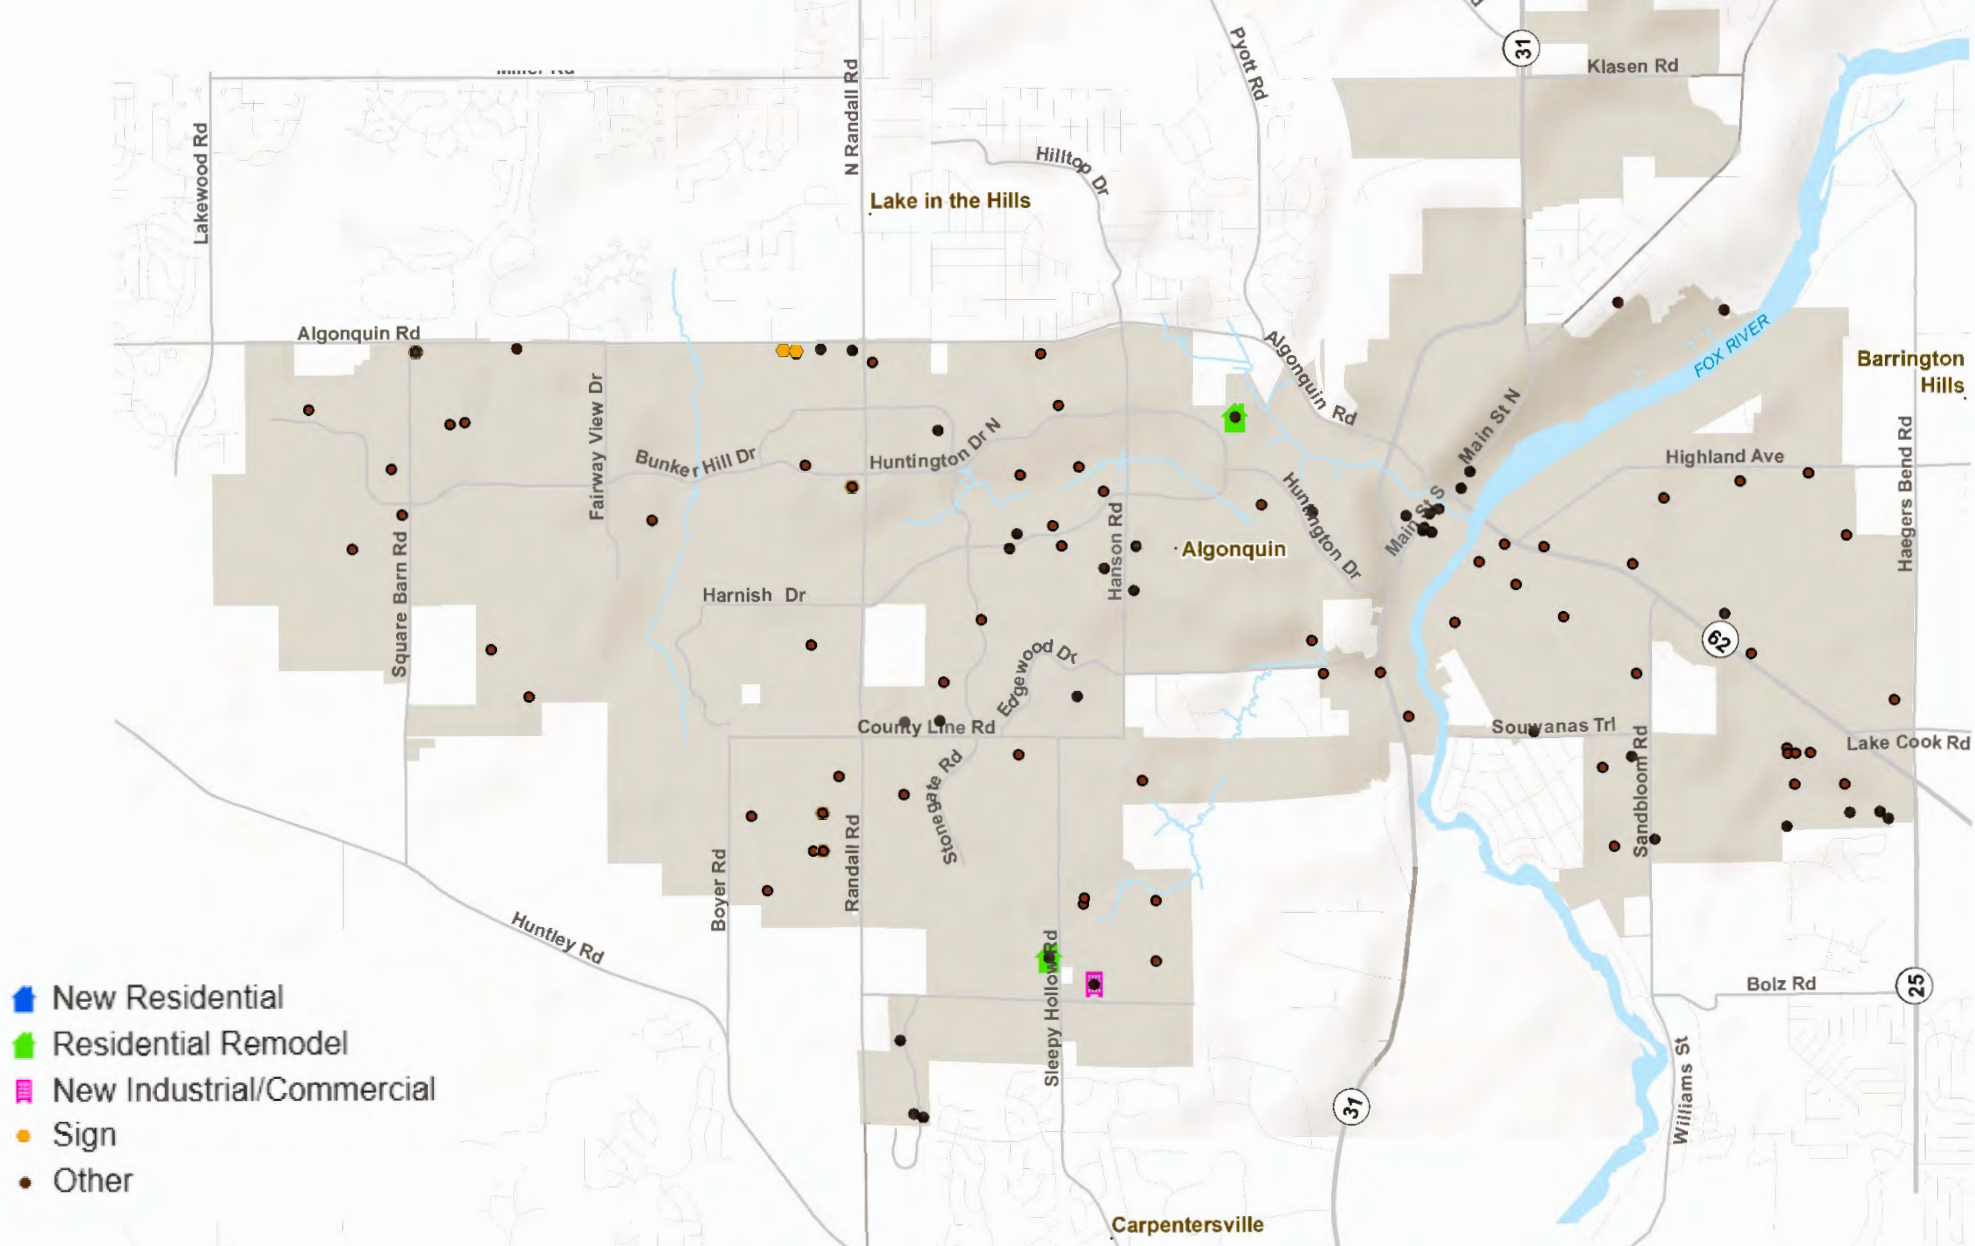 31
Klasen Rd
Miller Rd
Pyott Rd
N Randall Rd
Lakewood Rd
Hilltop Dr
Lake in the Hills
Algonquin Rd
Algonquin Rd
FOX RIVER
Barrington
Hills
Fairway View Dr
Main St N
Bunker Hill Dr
Huntington Dr N
Highland Ave
Haegers Bend Rd
Huntington Dr
Main St S
Hanson Rd
Algonquin
Square Barn Rd
Harnish Dr
62
Edgewood Dr
County Line Rd
Souwanas Trl
Lake Cook Rd
Stonegate Rd
Sandbloom Rd
Randall Rd
Boyer Rd
Huntley Rd
Sleepy Hollow Rd
Bolz Rd
25
Williams St
31
Carpentersville
New Residential
Residential Remodel
New Industrial/Commercial
Sign
Other